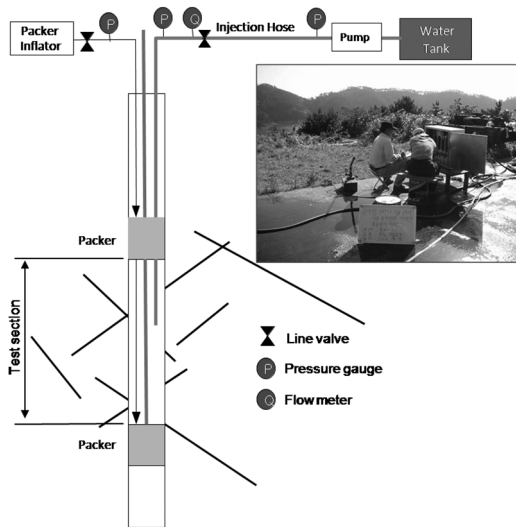 Packer
Inflator
P
P
Q
Injection Hose
P
Pump
Water
Tank
Packer
Test section
Line valve
P
Pressure gauge
Q
Flow meter
Packer